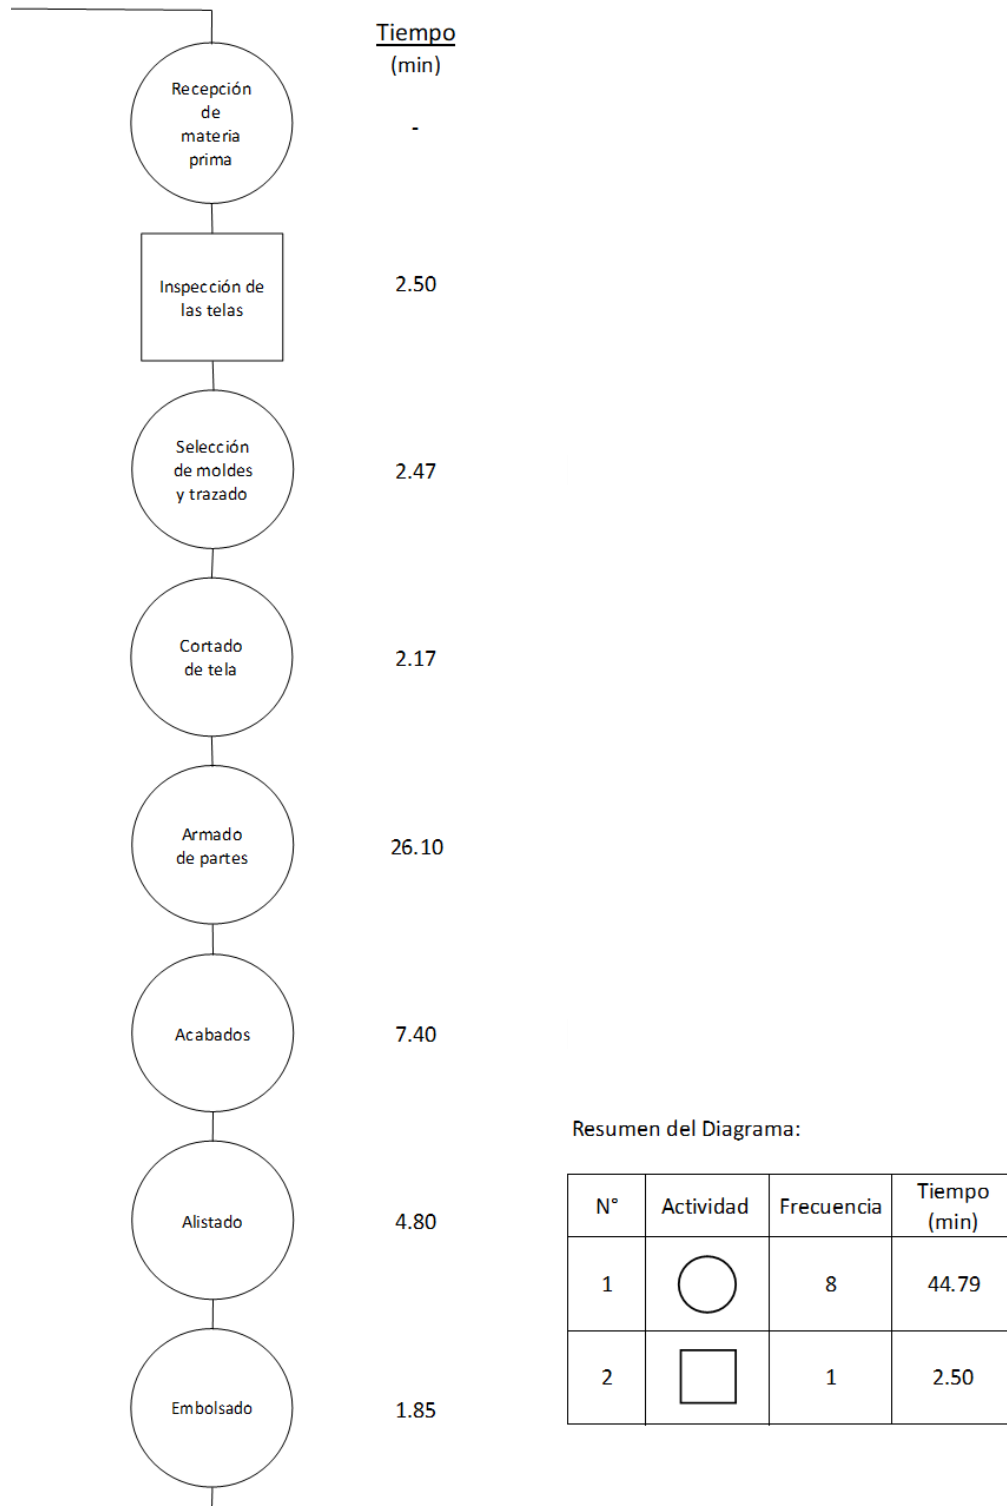 Tiempo
(min)
Recepción
de
materia
prima
-
Inspección de
las telas
2.50
Selección
de moldes
y trazado
2.47
Cortado
de tela
2.17
Armado
de partes
26.10
Acabados
7.40
Alistado
4.80
Embolsado
1.85
Resumen del Diagrama:
N° Actividad Frecuencia Tiempo
(min)
1 8 44.79
2 1 2.50